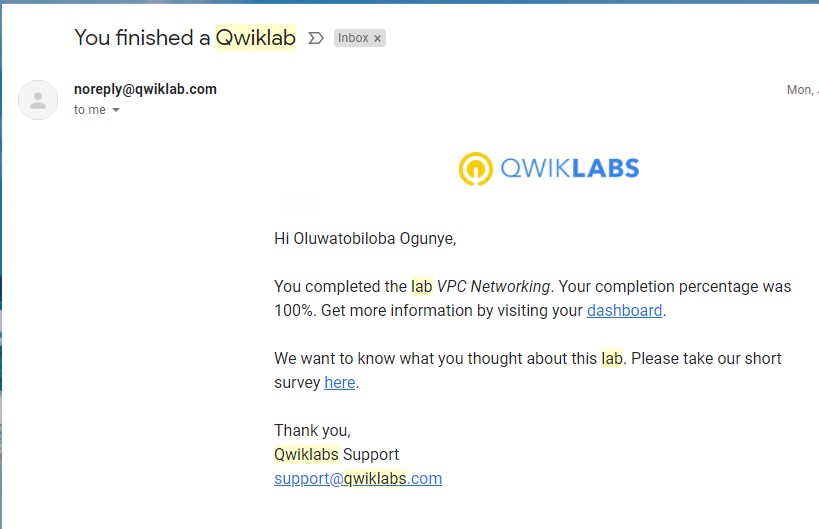 You finished a Qwiklab Inbox ×
noreply@qwiklab.com Mon,
to me
QWIKLABS
Hi Oluwatobiloba Ogunye,
You completed the lab VPC Networking. Your completion percentage was
100%. Get more information by visiting your dashboard.
We want to know what you thought about this lab. Please take our short
survey here.
Thank you,
Qwiklabs Support
support@qwiklabs.com